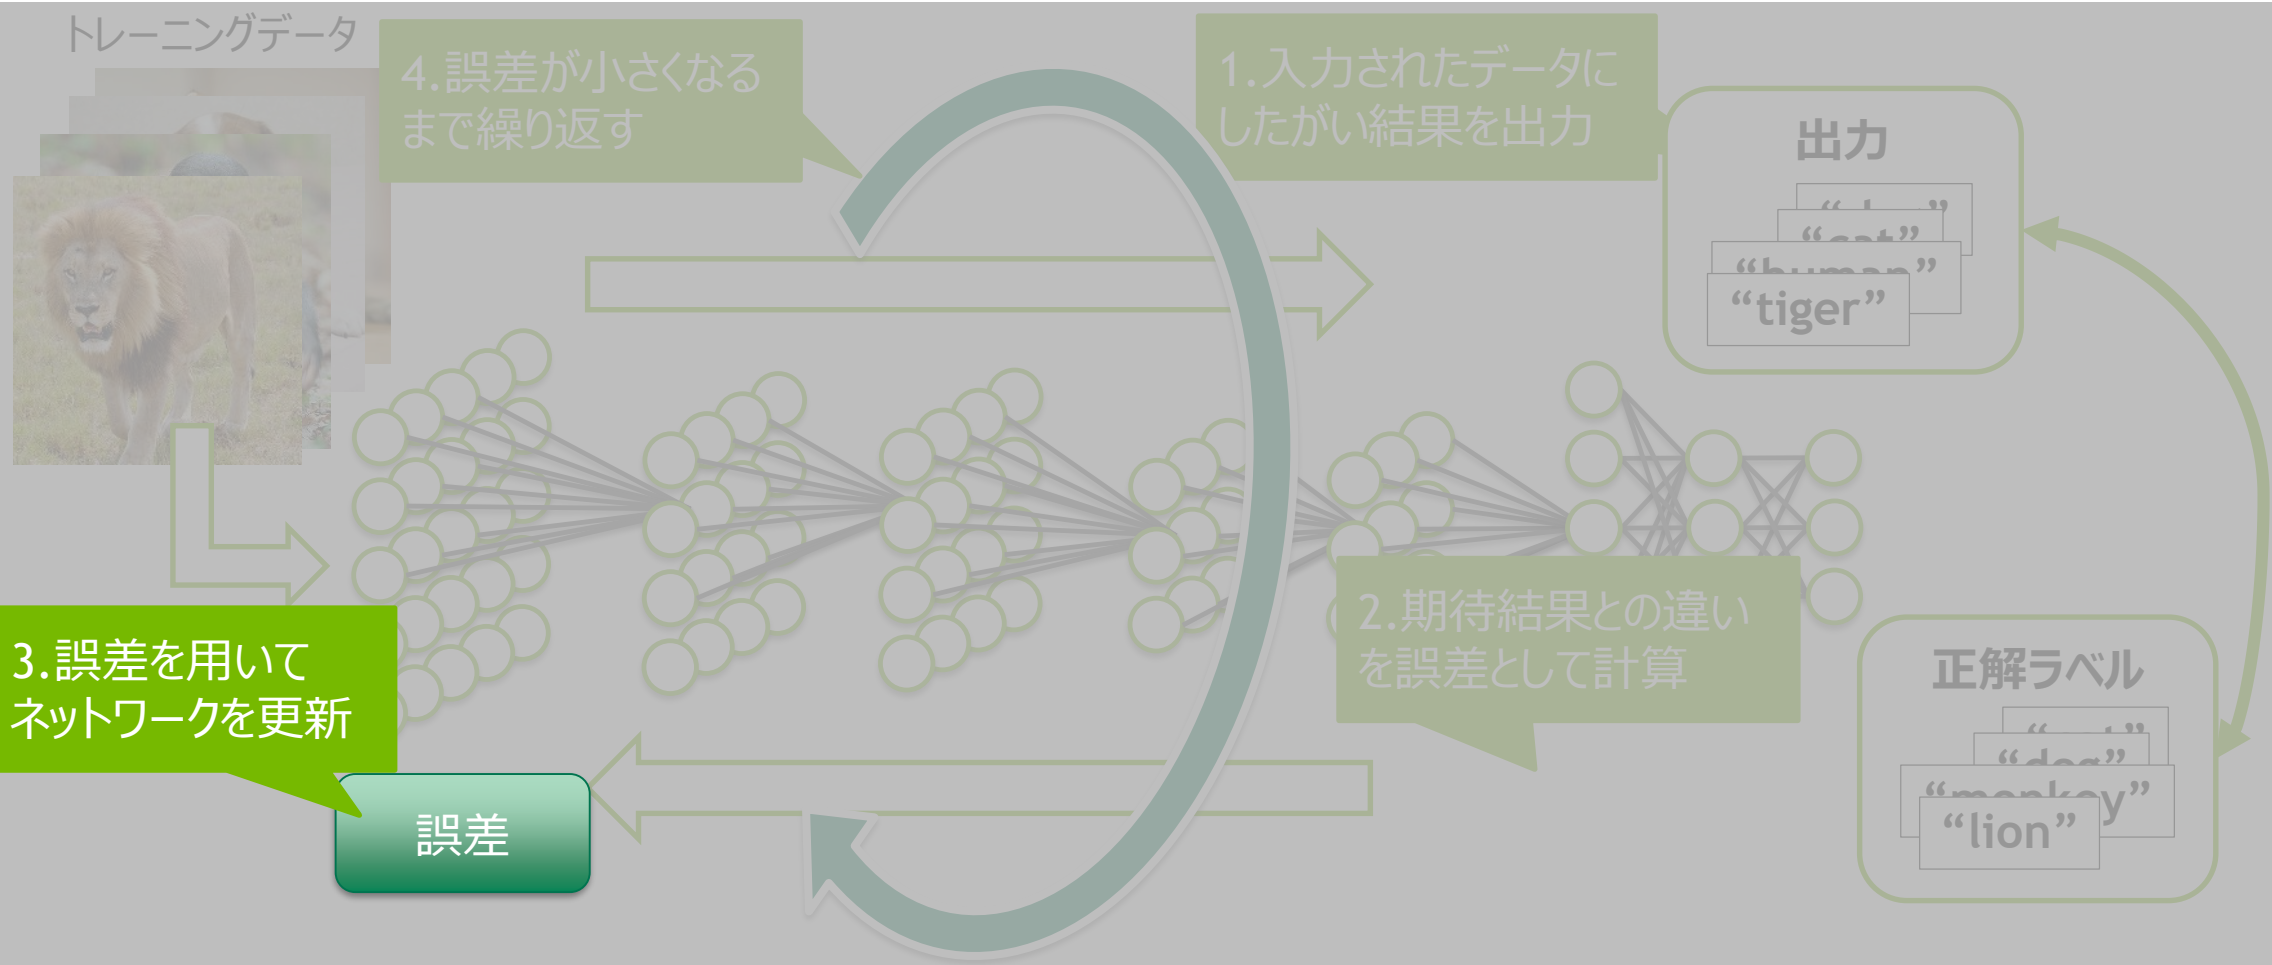 トレーニングデータ
4.誤差が小さくなる
まで繰り返す
1.入力されたデータに
したがい結果を出力
出力
“cat”
“human”
“tiger”
3.誤差を用いて
ネットワークを更新
誤差
2.期待結果との違い
を誤差として計算
正解ラベル
“dog”
“monkey”
“lion”